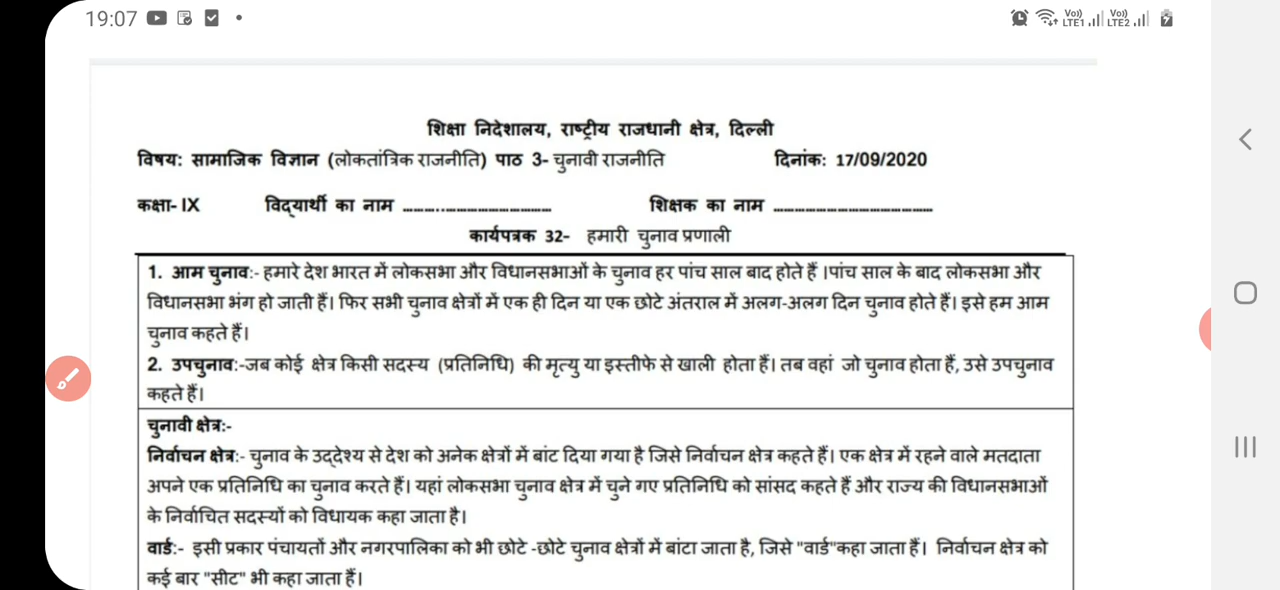 19:07
Vo)) LTE1 Vo)) LTE2
शिक्षा निदेशालय, राष्ट्रीय राजधानी क्षेत्र, दिल्ली
विषय: सामाजिक विज्ञान (लोकतांत्रिक राजनीति) पाठ 3- चुनावी राजनीति दिनांक: 17/09/2020
कक्षा- IX विद्यार्थी का नाम ................................. शिक्षक का नाम .................................
कार्यपत्रक 32- हमारी चुनाव प्रणाली
1. आम चुनाव:- हमारे देश भारत में लोकसभा और विधानसभाओं के चुनाव हर पांच साल बाद होते हैं ।पांच साल के बाद लोकसभा और
विधानसभा भंग हो जाती हैं। फिर सभी चुनाव क्षेत्रों में एक ही दिन या एक छोटे अंतराल में अलग-अलग दिन चुनाव होते हैं। इसे हम आम
चुनाव कहते हैं।
2. उपचुनाव:-जब कोई क्षेत्र किसी सदस्य (प्रतिनिधि) की मृत्यु या इस्तीफे से खाली होता हैं। तब वहां जो चुनाव होता हैं, उसे उपचुनाव
कहते हैं।
चुनावी क्षेत्र:-
निर्वाचन क्षेत्र:- चुनाव के उद्देश्य से देश को अनेक क्षेत्रों में बांट दिया गया है जिसे निर्वाचन क्षेत्र कहते हैं। एक क्षेत्र में रहने वाले मतदाता
अपने एक प्रतिनिधि का चुनाव करते हैं। यहां लोकसभा चुनाव क्षेत्र में चुने गए प्रतिनिधि को सांसद कहते हैं और राज्य की विधानसभाओं
के निर्वाचित सदस्यों को विधायक कहा जाता है।
वार्ड:- इसी प्रकार पंचायतों और नगरपालिका को भी छोटे -छोटे चुनाव क्षेत्रों में बांटा जाता है, जिसे "वार्ड"कहा जाता हैं। निर्वाचन क्षेत्र को
कई बार "सीट" भी कहा जाता हैं।